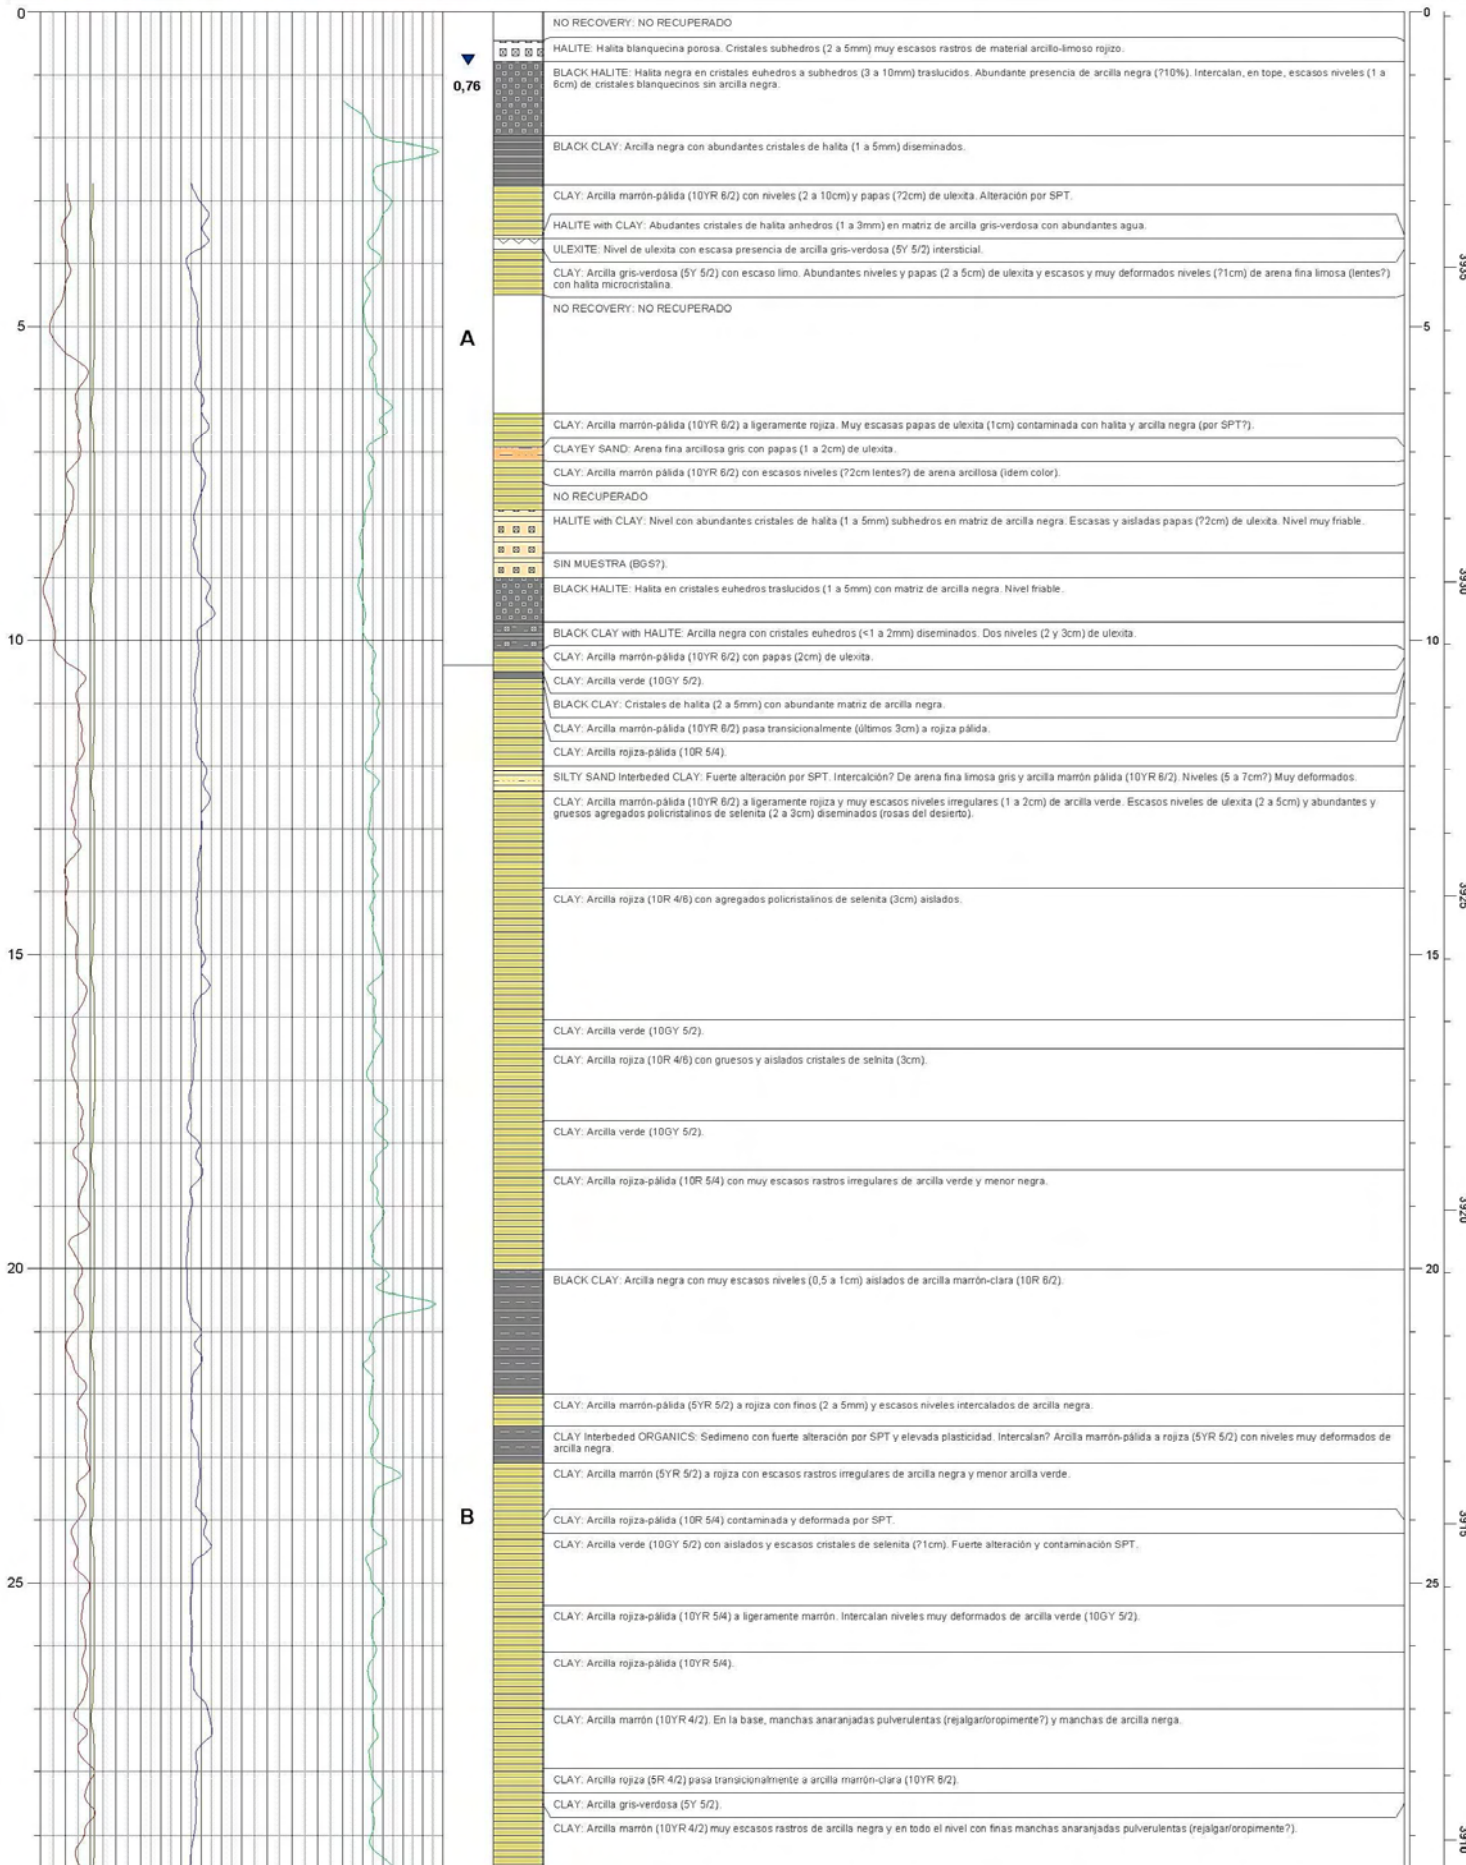 0
0,76
5
A
10
15
20
B
25
NO RECOVERY: NO RECUPERADO
HALITE: Halita blanquecina porosa. Cristales subhedros (2 a 5mm) muy escasos rastros de material arcillo-limoso rojizo.
BLACK HALITE: Halita negra en cristales euhedros a subhedros (3 a 10mm) traslucidos. Abundante presencia de arcilla negra (?10%). Intercalan, en tope, escasos niveles (1 a
6cm) de cristales blanquecinos sin arcilla negra.
BLACK CLAY: Arcilla negra con abundantes cristales de halita (1 a 5mm) diseminados.
CLAY: Arcilla marrón-pálida (10YR 6/2) con niveles (2 a 10cm) y papas (?2cm) de ulexita. Alteración por SPT.
HALITE with CLAY: Abudantes cristales de halita anhedros (1 a 3mm) en matriz de arcilla gris-verdosa con abundantes agua.
ULEXITE: Nivel de ulexita con escasa presencia de arcilla gris-verdosa (5Y 5/2) intersticial.
CLAY: Arcilla gris-verdosa (5Y 5/2) con escaso limo. Abundantes niveles y papas (2 a 5cm) de ulexita y escasos y muy deformados niveles (?1cm) de arena fina limosa (lentes?)
con halita microcristalina.
NO RECOVERY: NO RECUPERADO
CLAY: Arcilla marrón-pálida (10YR 6/2) a ligeramente rojiza. Muy escasas papas de ulexita (1cm) contaminada con halita y arcilla negra (por SPT?).
CLAYEY SAND: Arena fina arcillosa gris con papas (1 a 2cm) de ulexita.
CLAY: Arcilla marrón pálida (10YR 6/2) con escasos niveles (?2cm lentes?) de arena arcillosa (idem color).
NO RECUPERADO
HALITE with CLAY: Nivel con abundantes cristales de halita (1 a 5mm) subhedros en matriz de arcilla negra. Escasas y aisladas papas (?2cm) de ulexita. Nivel muy friable.
SIN MUESTRA (BGS?).
BLACK HALITE: Halita en cristales euhedros traslucidos (1 a 5mm) con matriz de arcilla negra. Nivel friable.
BLACK CLAY with HALITE: Arcilla negra con cristales euhedros (<1 a 2mm) diseminados. Dos niveles (2 y 3cm) de ulexita.
CLAY: Arcilla marrón-pálida (10YR 6/2) con papas (2cm) de ulexita.
CLAY: Arcilla verde (10GY 5/2).
BLACK CLAY: Cristales de halita (2 a 5mm) con abundante matriz de arcilla negra.
CLAY: Arcilla marrón-pálida (10YR 6/2) pasa transicionalmente (últimos 3cm) a rojiza pálida.
CLAY: Arcilla rojiza-pálida (10R 5/4).
SILTY SAND Interbeded CLAY: Fuerte alteración por SPT. Intercalción? De arena fina limosa gris y arcilla marrón pálida (10YR 6/2). Niveles (5 a 7cm?) Muy deformados.
CLAY: Arcilla marrón-pálida (10YR 6/2) a ligeramente rojiza y muy escasos niveles irregulares (1 a 2cm) de arcilla verde. Escasos niveles de ulexita (2 a 5cm) y abundantes y
gruesos agregados policristalinos de selenita (2 a 3cm) diseminados (rosas del desierto).
CLAY: Arcilla rojiza (10R 4/6) con agregados policristalinos de selenita (3cm) aislados.
CLAY: Arcilla verde (10GY 5/2).
CLAY: Arcilla rojiza (10R 4/6) con gruesos y aislados cristales de selnita (3cm).
CLAY: Arcilla verde (10GY 5/2).
CLAY: Arcilla rojiza-pálida (10R 5/4) con muy escasos rastros irregulares de arcilla verde y menor negra.
BLACK CLAY: Arcilla negra con muy escasos niveles (0,5 a 1cm) aislados de arcilla marrón-clara (10R 6/2).
CLAY: Arcilla marrón-pálida (5YR 5/2) a rojiza con finos (2 a 5mm) y escasos niveles intercalados de arcilla negra.
CLAY Interbeded ORGANICS: Sedimeno con fuerte alteración por SPT y elevada plasticidad. Intercalan? Arcilla marrón-pálida a rojiza (5YR 5/2) con niveles muy deformados de
arcilla negra.
CLAY: Arcilla marrón (5YR 5/2) a rojiza con escasos rastros irregulares de arcilla negra y menor arcilla verde.
CLAY: Arcilla rojiza-pálida (10R 5/4) contaminada y deformada por SPT.
CLAY: Arcilla verde (10GY 5/2) con aislados y escasos cristales de selenita (?1cm). Fuerte alteración y contaminación SPT.
CLAY: Arcilla rojiza-pálida (10YR 5/4) a ligeramente marrón. Intercalan niveles muy deformados de arcilla verde (10GY 5/2).
CLAY: Arcilla rojiza-pálida (10YR 5/4).
CLAY: Arcilla marrón (10YR 4/2). En la base, manchas anaranjadas pulverulentas (rejalgar/oropimente?) y manchas de arcilla nerga.
CLAY: Arcilla rojiza (5R 4/2) pasa transicionalmente a arcilla marrón-clara (10YR 6/2).
CLAY: Arcilla gris-verdosa (5Y 5/2).
CLAY: Arcilla marrón (10YR 4/2) muy escasos rastros de arcilla negra y en todo el nivel con finas manchas anaranjadas pulverulentas (rejalgar/oropimente?).
0
5
10
15
20
25
3935
3930
3925
3920
3915
3910